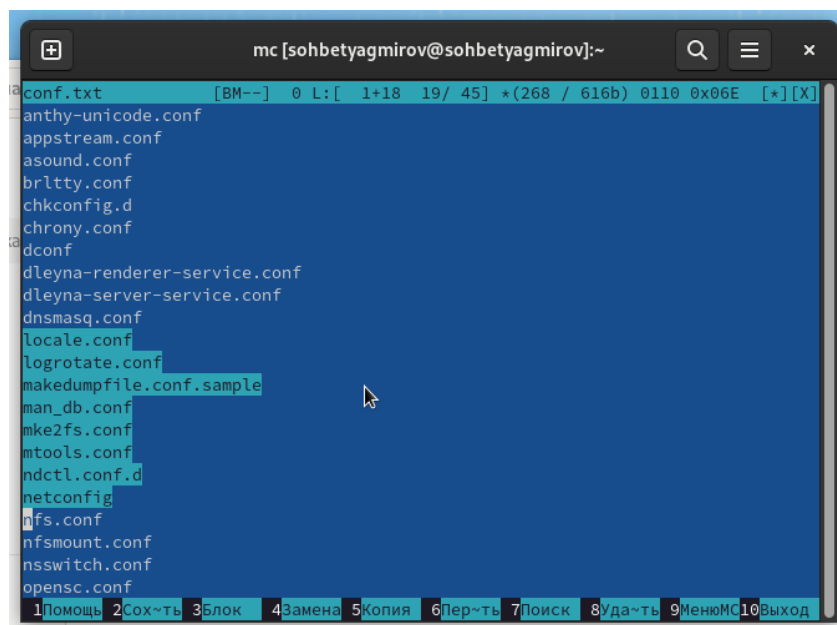 mc [sohbetyagmirov@sohbetyagmirov]:~
conf.txt [BM--] 0 L:[ 1+18 19/ 45] *(268 / 616b) 0110 0x06E [*][X]
anthy-unicode.conf
appstream.conf
asound.conf
brltty.conf
chkconfig.d
chrony.conf
dconf
dleyna-renderer-service.conf
dleyna-server-service.conf
dnsmasq.conf
locale.conf
logrotate.conf
makedumpfile.conf.sample
man_db.conf
mke2fs.conf
mtools.conf
ndctl.conf.d
netconfig
nfs.conf
nfsmount.conf
nsswitch.conf
opensc.conf
1Помощь 2Сох~ть 3Блок 4Замена 5Копия 6Пер~ть 7Поиск 8Уда~ть 9МенюМС10Выход